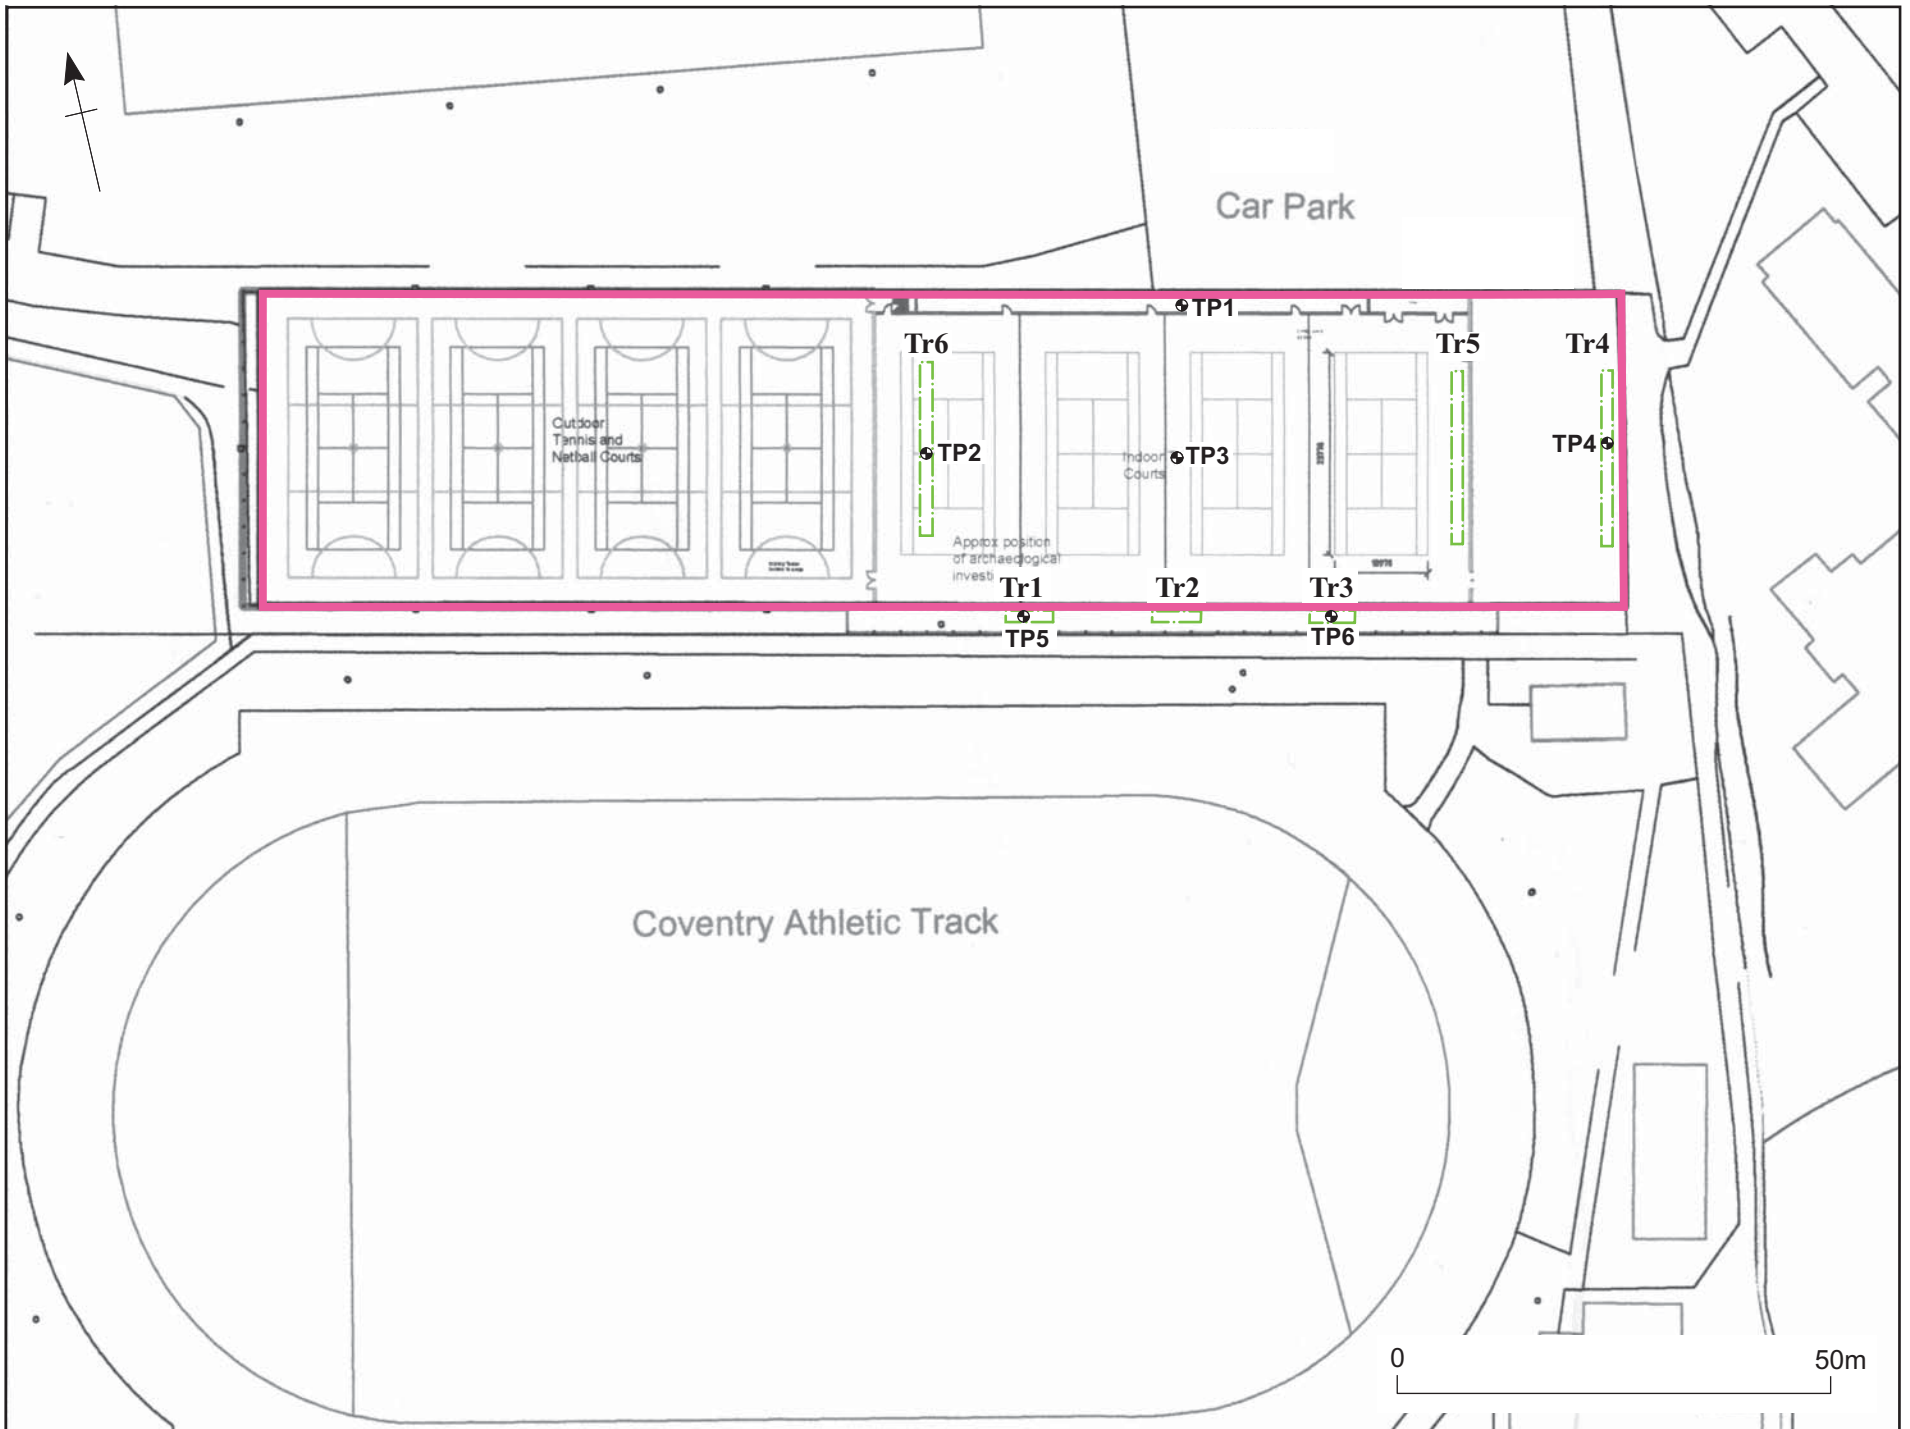 Car Park
TP1
Tr6
Tr5
Tr4
Outdoor
Tennis and
Netball Courts
TP2
Indoor
Courts
TP3
TP4
Approx position
of archaeological
investi
Tr1
Tr2
Tr3
TP5
TP6
Coventry Athletic Track
0
50m